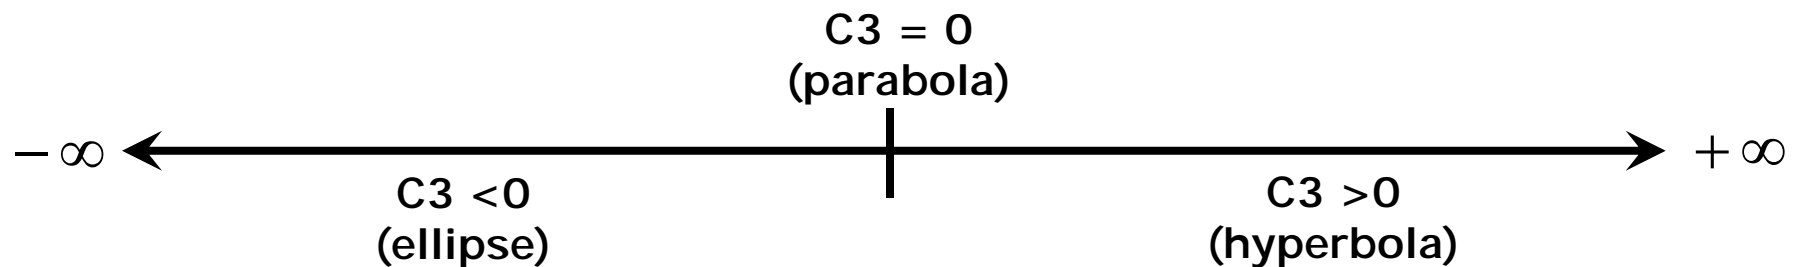 C3 = 0
(parabola)
− ∞
+ ∞
C3 <0
(ellipse)
C3 >0
(hyperbola)